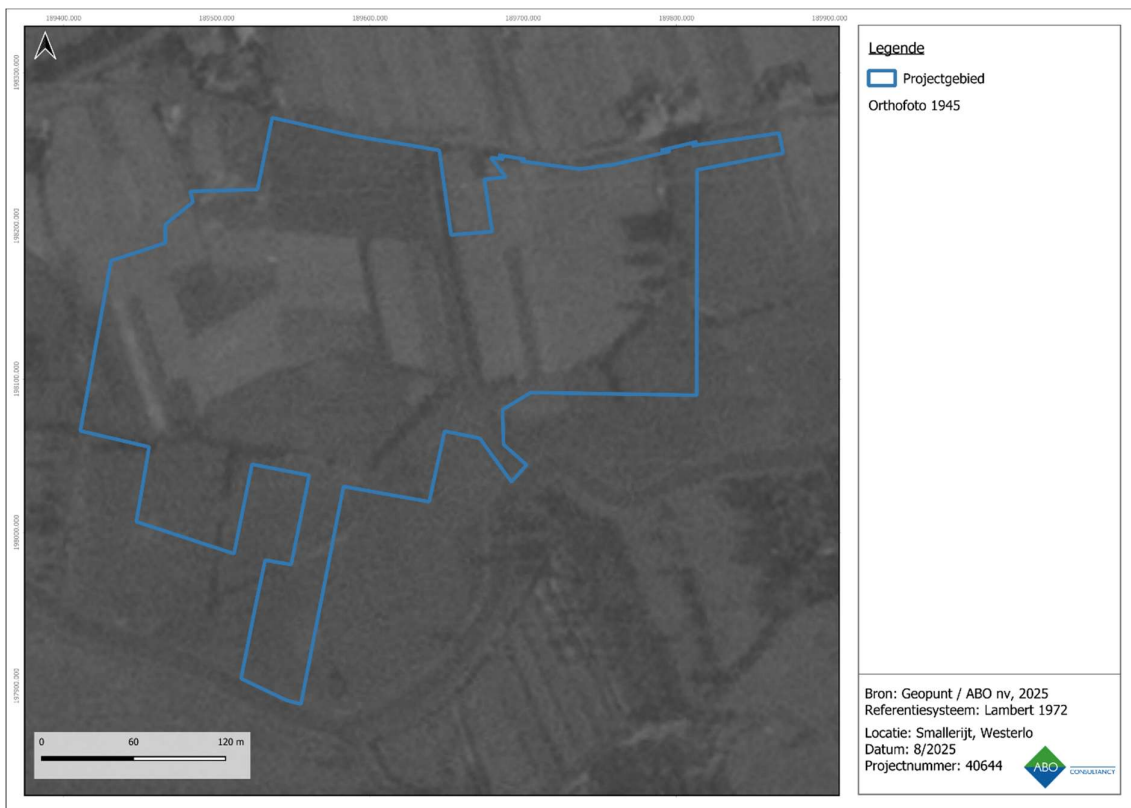 189400.000 189500.000 189600.000 189700.000 189800.000 189900.000
198300.000
198200.000
198100.000
198000.000
197900.000
0 60 120 m
Legende
Projectgebied
Orthofoto 1945
Bron: Geopunt / ABO nv, 2025
Referentiesysteem: Lambert 1972
Locatie: Smallerijt, Westerlo
Datum: 8/2025
Projectnummer: 40644
ABO
CONSULTANCY